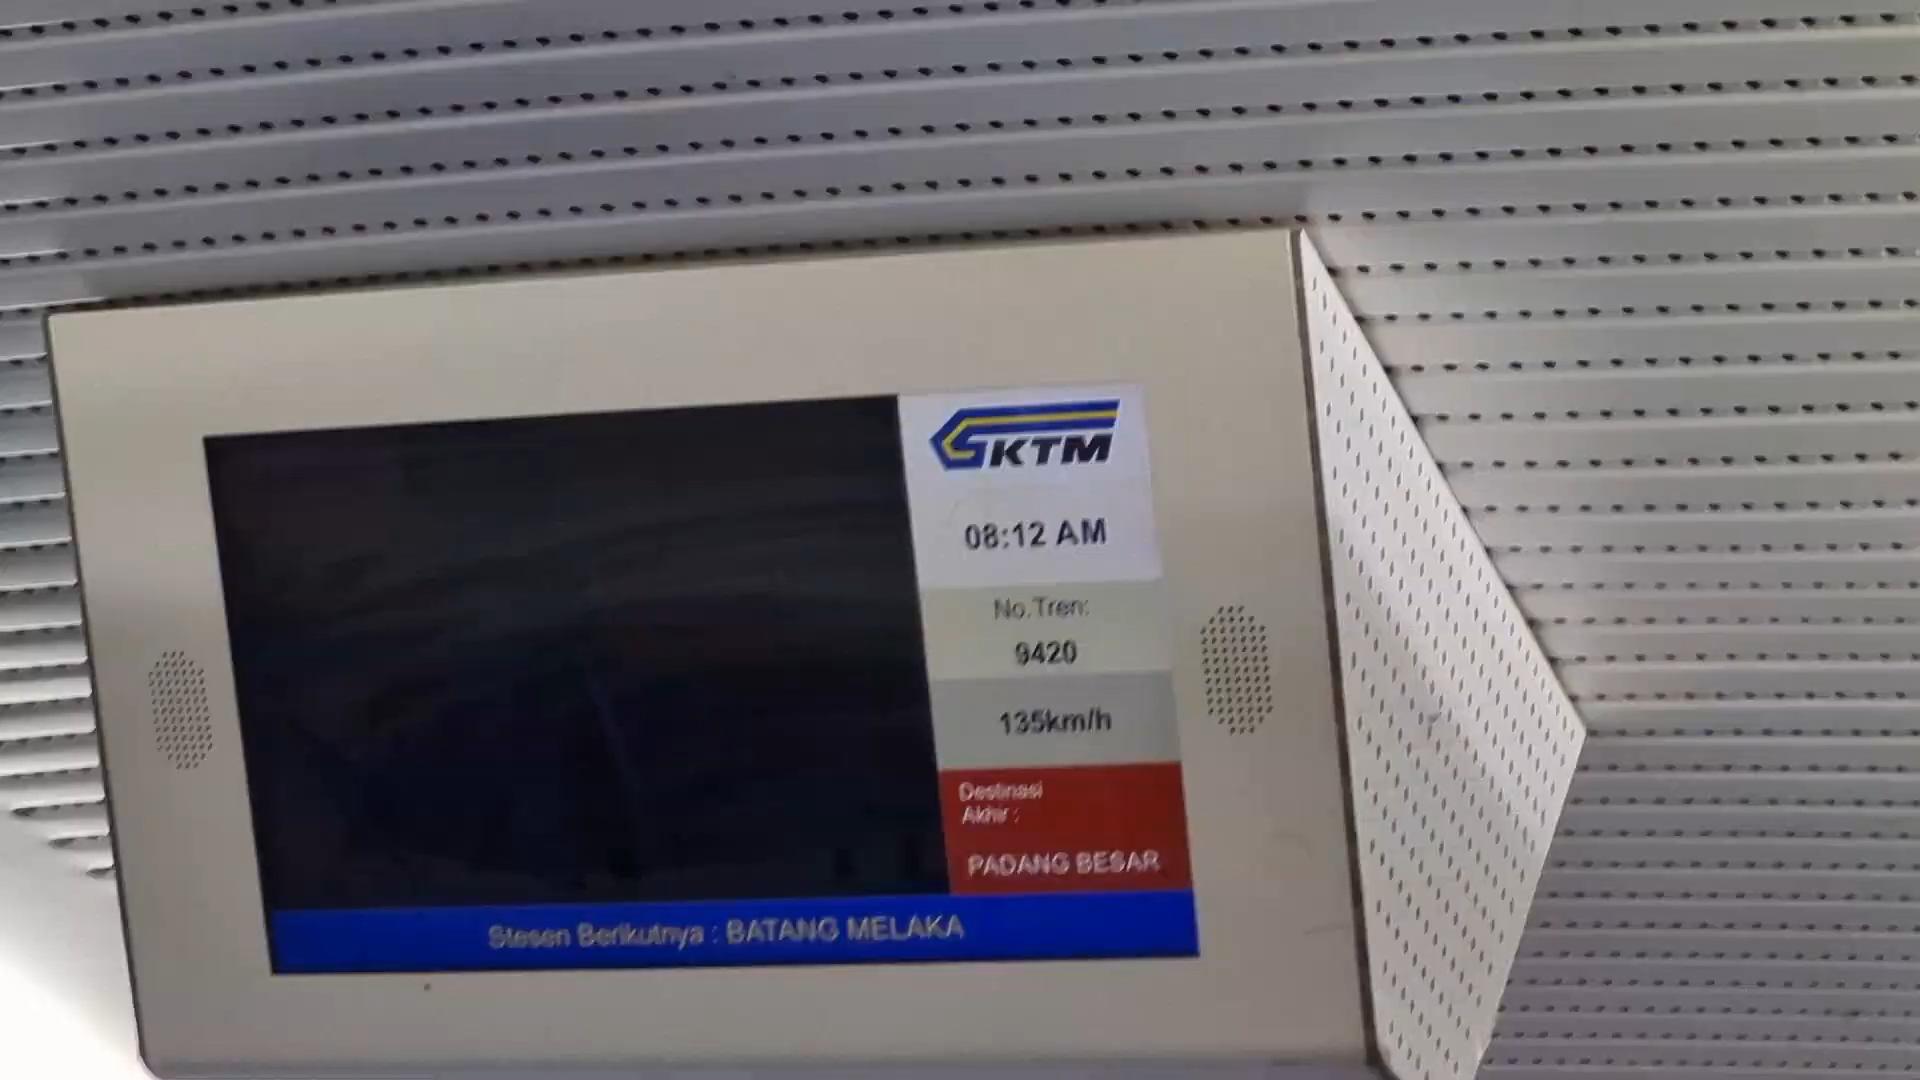 KTM
08:12 AM
No.Tren:
9420
135km/h
Destinasi
Akhir :
PADANG BESAR
Stesen Berikutnya : BATANG MELAKA